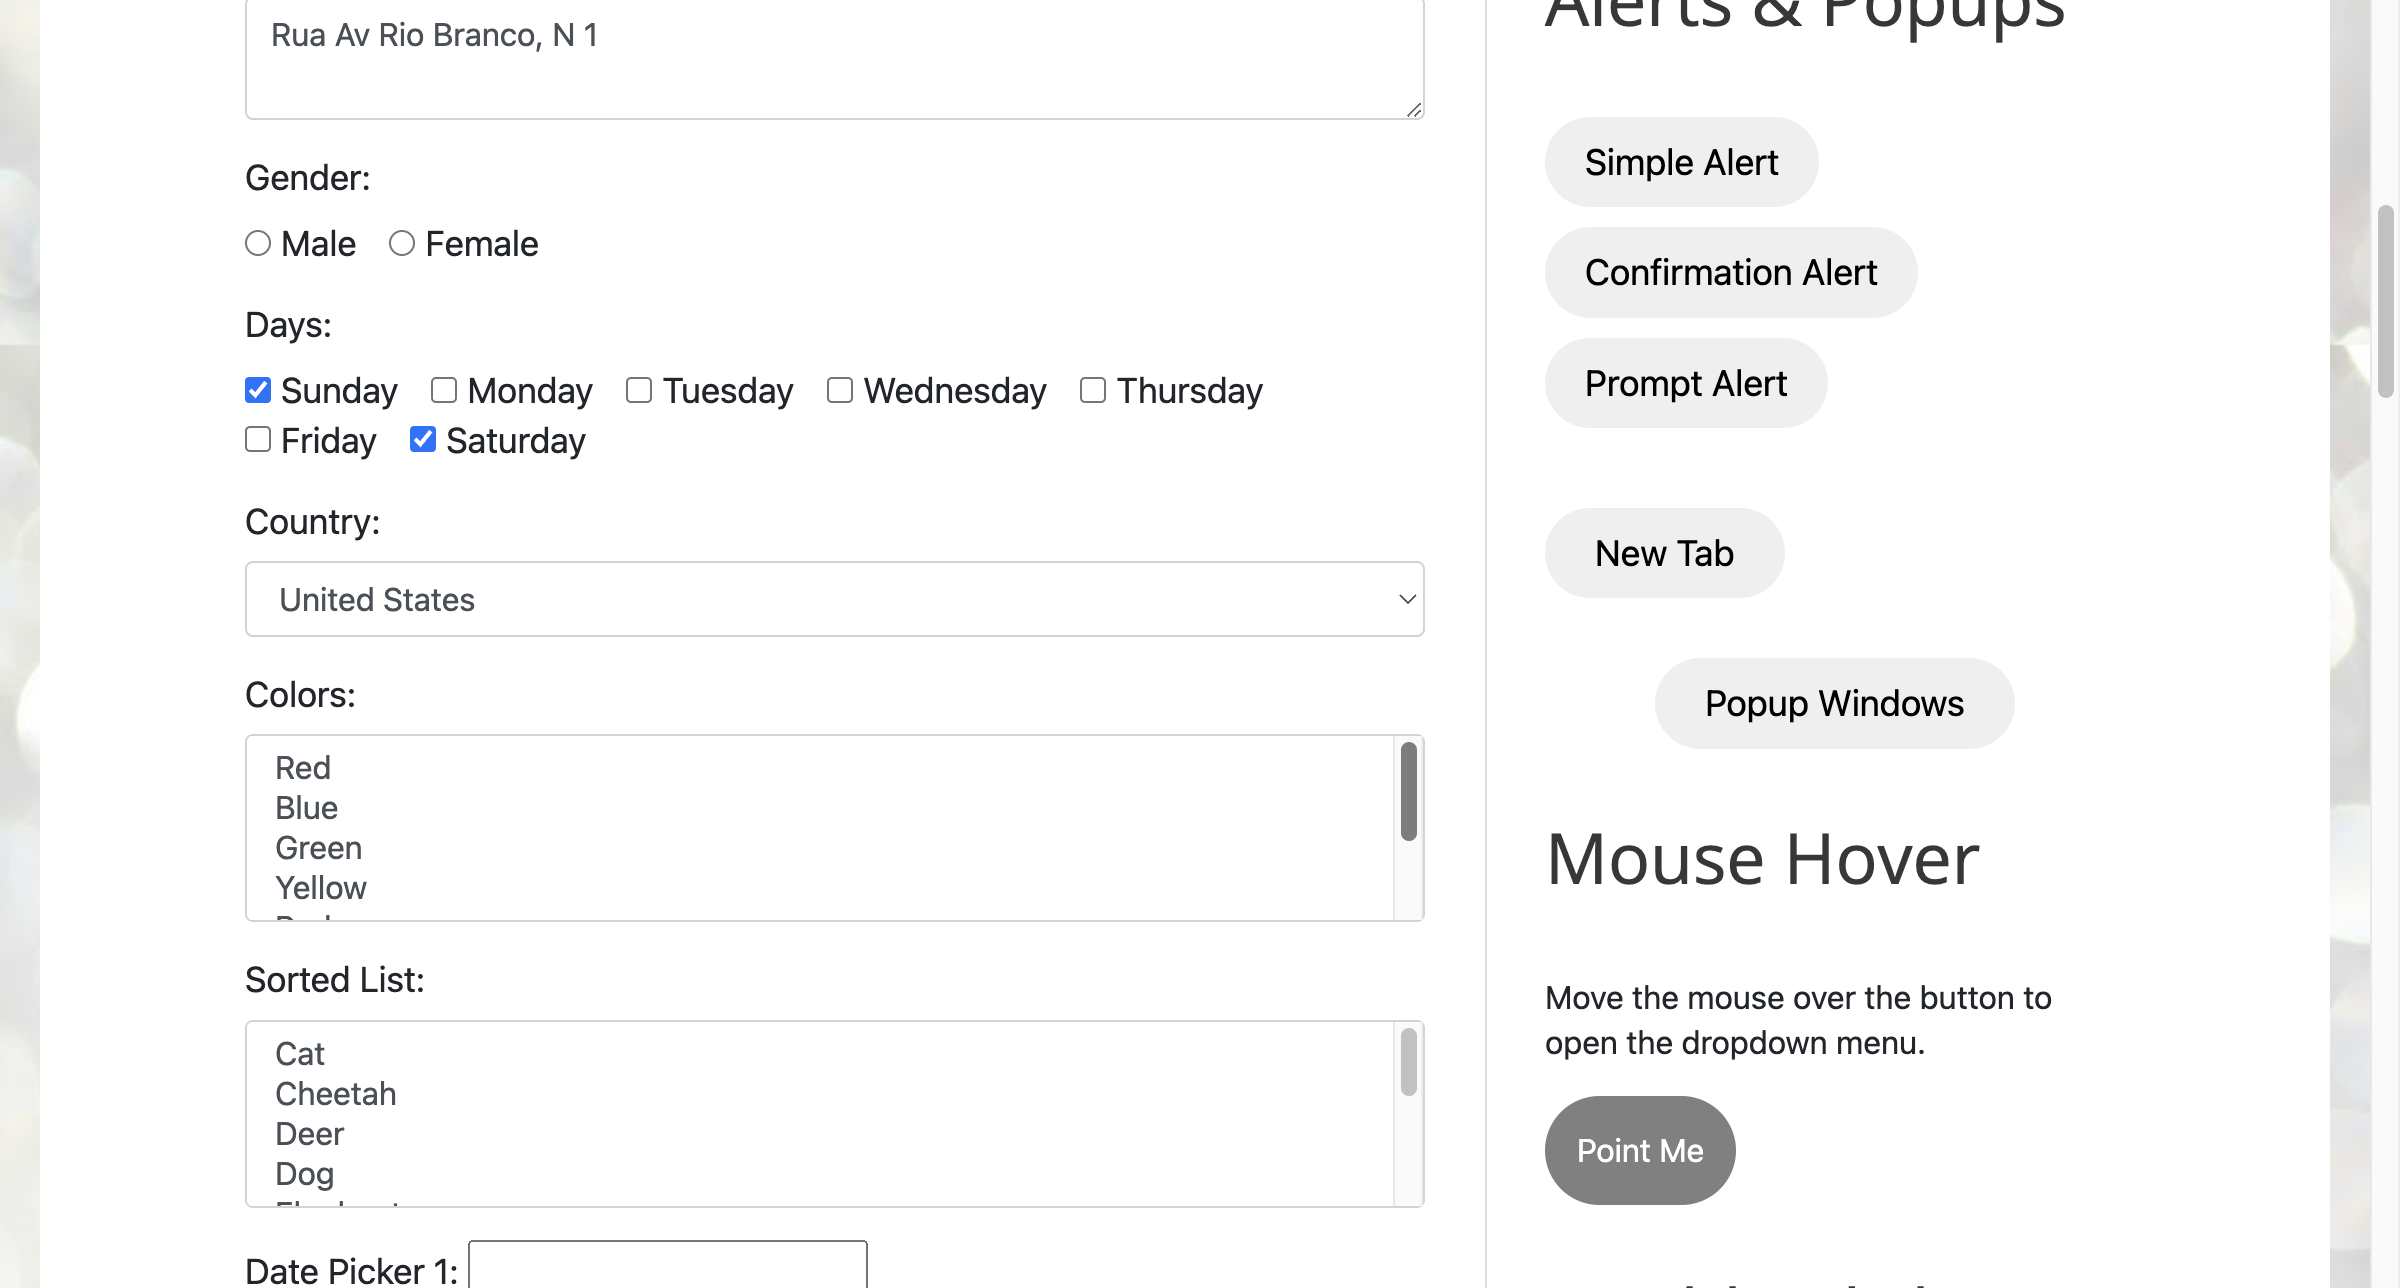 Rua Av Rio Branco, N 1
Gender:
Male Female
Days:
Sunday Monday Tuesday Wednesday Thursday
Friday Saturday
Country:
United States
Colors:
Red
Blue
Green
Yellow
Sorted List:
Cat
Cheetah
Deer
Dog
Date Picker 1:
Alerts & Popups
Simple Alert
Confirmation Alert
Prompt Alert
New Tab
Popup Windows
Mouse Hover
Move the mouse over the button to
open the dropdown menu.
Point Me